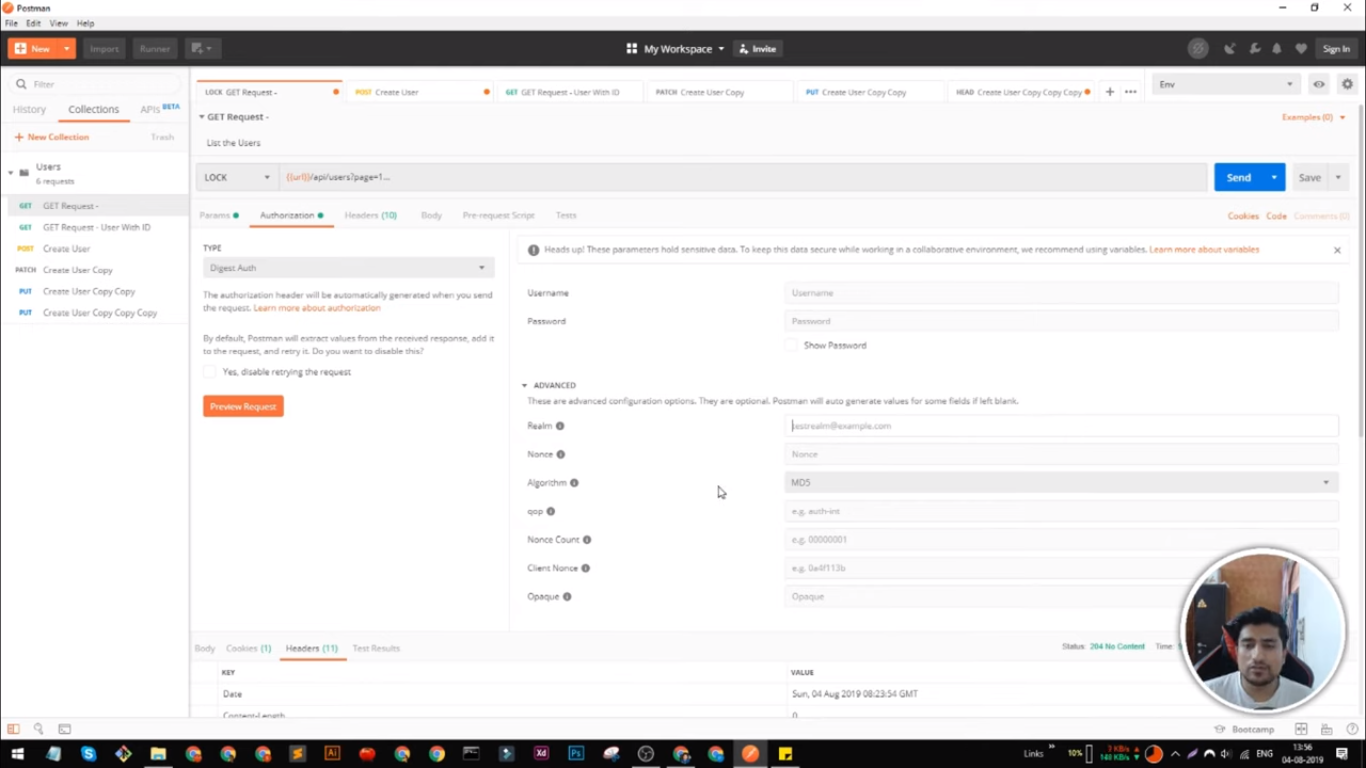 Postman
File Edit View Help
New Import Runner My Workspace Invite Sign In
Filter
History Collections APIs BETA
New Collection Trash
Users
6 requests
GET GET Request -
GET GET Request - User With ID
POST Create User
PATCH Create User Copy
PUT Create User Copy Copy
PUT Create User Copy Copy Copy
LOCK GET Request - POST Create User GET GET Request - User With ID PATCH Create User Copy PUT Create User Copy Copy HEAD Create User Copy Copy Copy Env
GET Request - Examples (0)
List the Users
LOCK {{url}}/api/users?page=1... Send Save
Params Authorization Headers (10) Body Pre-request Script Tests Cookies Code Comments (0)
TYPE
Digest Auth
The authorization header will be automatically generated when you send
the request. Learn more about authorization
By default, Postman will extract values from the received response, add it
to the request, and retry it. Do you want to disable this?
Yes, disable retrying the request
Preview Request
Heads up! These parameters hold sensitive data. To keep this data secure while working in a collaborative environment, we recommend using variables. Learn more about variables
Username Username
Password Password
Show Password
ADVANCED
These are advanced configuration options. They are optional. Postman will auto generate values for some fields if left blank.
Realm testrealm@example.com
Nonce Nonce
Algorithm MD5
qop e.g. auth-int
Nonce Count e.g. 00000001
Client Nonce e.g. 0a4f113b
Opaque Opaque
Body Cookies (1) Headers (11) Test Results Status: 204 No Content Time:
KEY VALUE
Date Sun, 04 Aug 2019 08:23:54 GMT
Content-Length 0
Bootcamp
Links 10% 3 KB/s ENG 13:56
04-08-2019